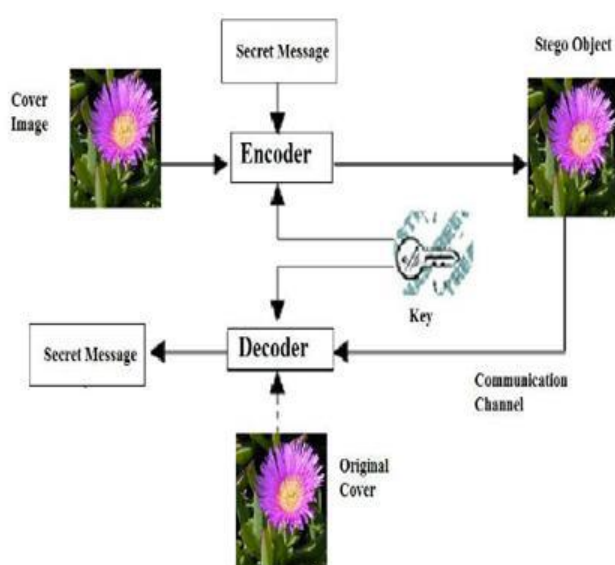 Secret Message
Stego Object
Cover
Image
Encoder
Key
Secret Message
Decoder
Communication
Channel
Original
Cover